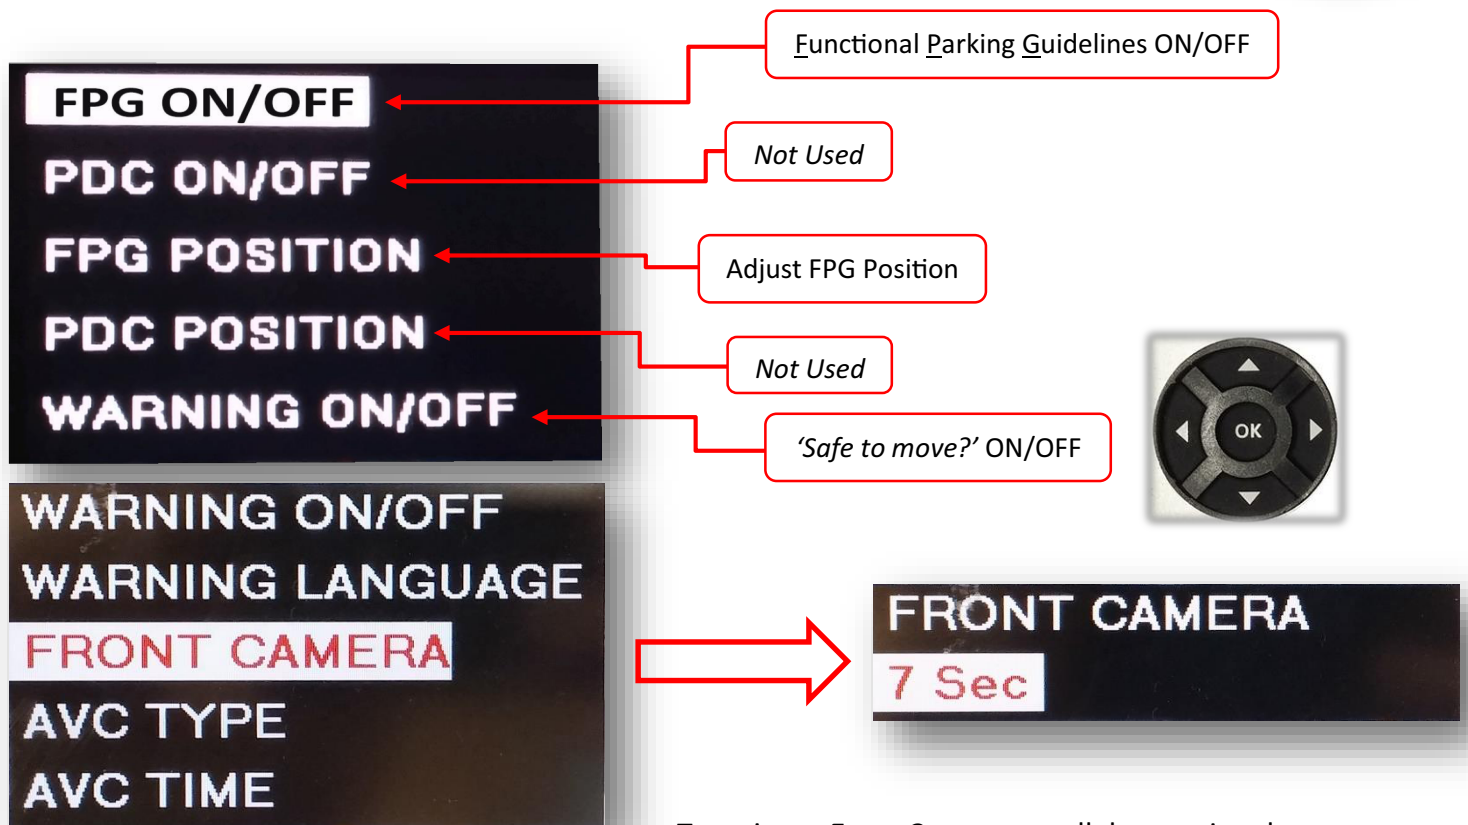 Functional Parking Guidelines ON/OFF
FPG ON/OFF
Not Used
PDC ON/OFF
FPG POSITION
Adjust FPG Position
PDC POSITION
Not Used
WARNING ON/OFF
‘Safe to move?’ ON/OFF
OK
WARNING ON/OFF
WARNING LANGUAGE
FRONT CAMERA
AVC TYPE
AVC TIME
FRONT CAMERA
7 Sec